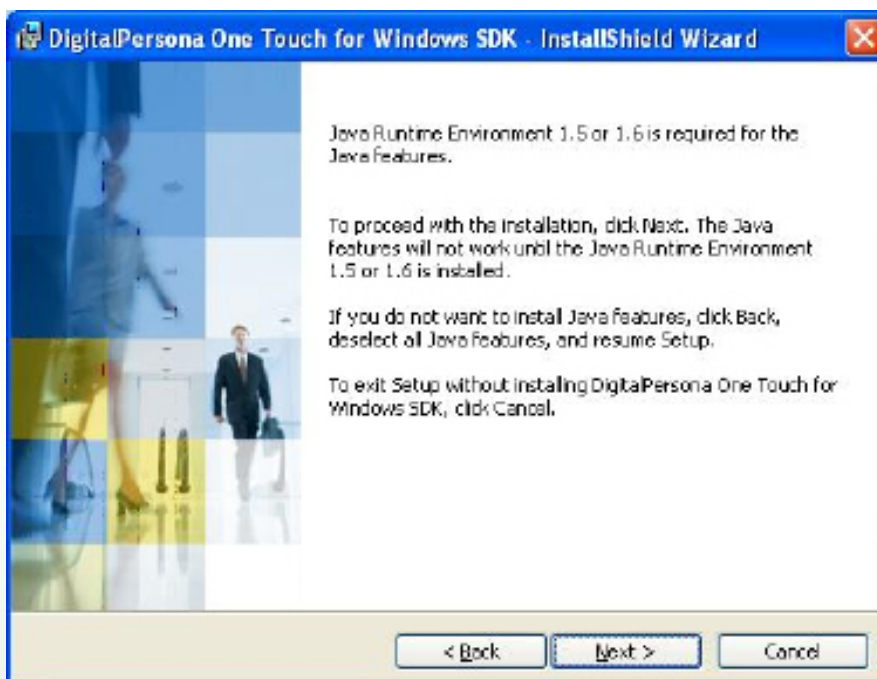 DigitalPersona One Touch for Windows SDK - InstallShield Wizard
Java Runtime Environment 1.5 or 1.6 is required for the
Java features.
To proceed with the installation, click Next. The Java
features will not work until the Java Runtime Environment
1.5 or 1.6 is installed.
If you do not want to install Java features, click Back,
deselect all Java features, and resume Setup.
To exit Setup without installing DigitalPersona One Touch for
Windows SDK, click Cancel.
< Back
Next >
Cancel